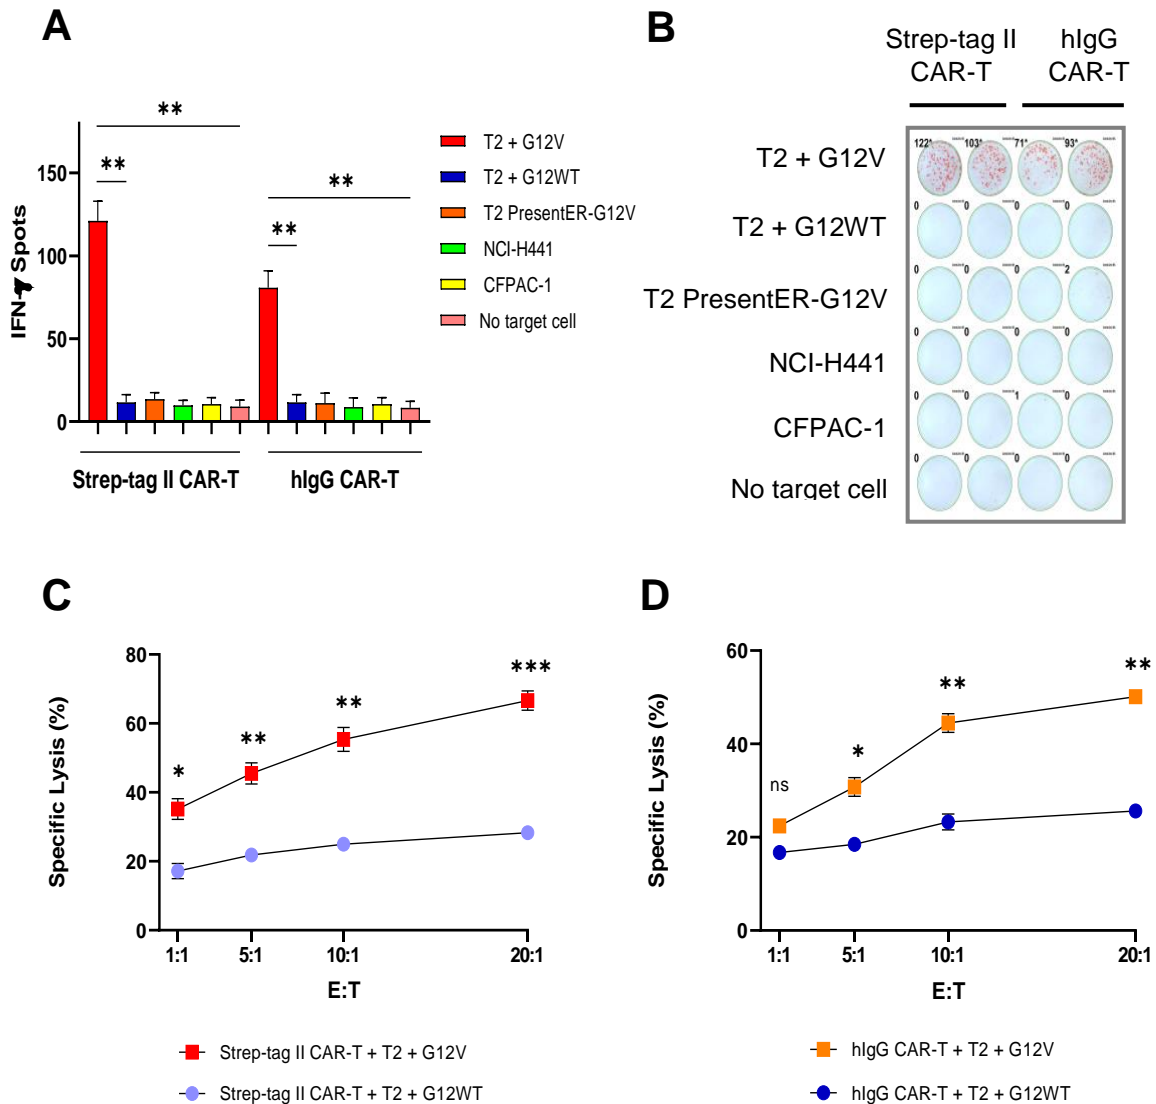 A
**
**
**
**
150
100
50
0
IFN-γ Spots
Strep-tag II CAR-T
hIgG CAR-T
T2 + G12V
T2 + G12WT
T2 PresentER-G12V
NCI-H441
CFPAC-1
No target cell
B
Strep-tag II
CAR-T
hIgG
CAR-T
T2 + G12V
122*
103*
71*
93*
T2 + G12WT
0
0
0
0
T2 PresentER-G12V
0
0
0
2
NCI-H441
0
0
0
0
CFPAC-1
0
0
1
0
No target cell
0
0
0
0
C
80
60
40
20
0
Specific Lysis (%)
*
**
**
***
1:1
5:1
10:1
20:1
E:T
Strep-tag II CAR-T + T2 + G12V
Strep-tag II CAR-T + T2 + G12WT
D
60
40
20
0
Specific Lysis (%)
ns
*
**
**
1:1
5:1
10:1
20:1
E:T
hIgG CAR-T + T2 + G12V
hIgG CAR-T + T2 + G12WT